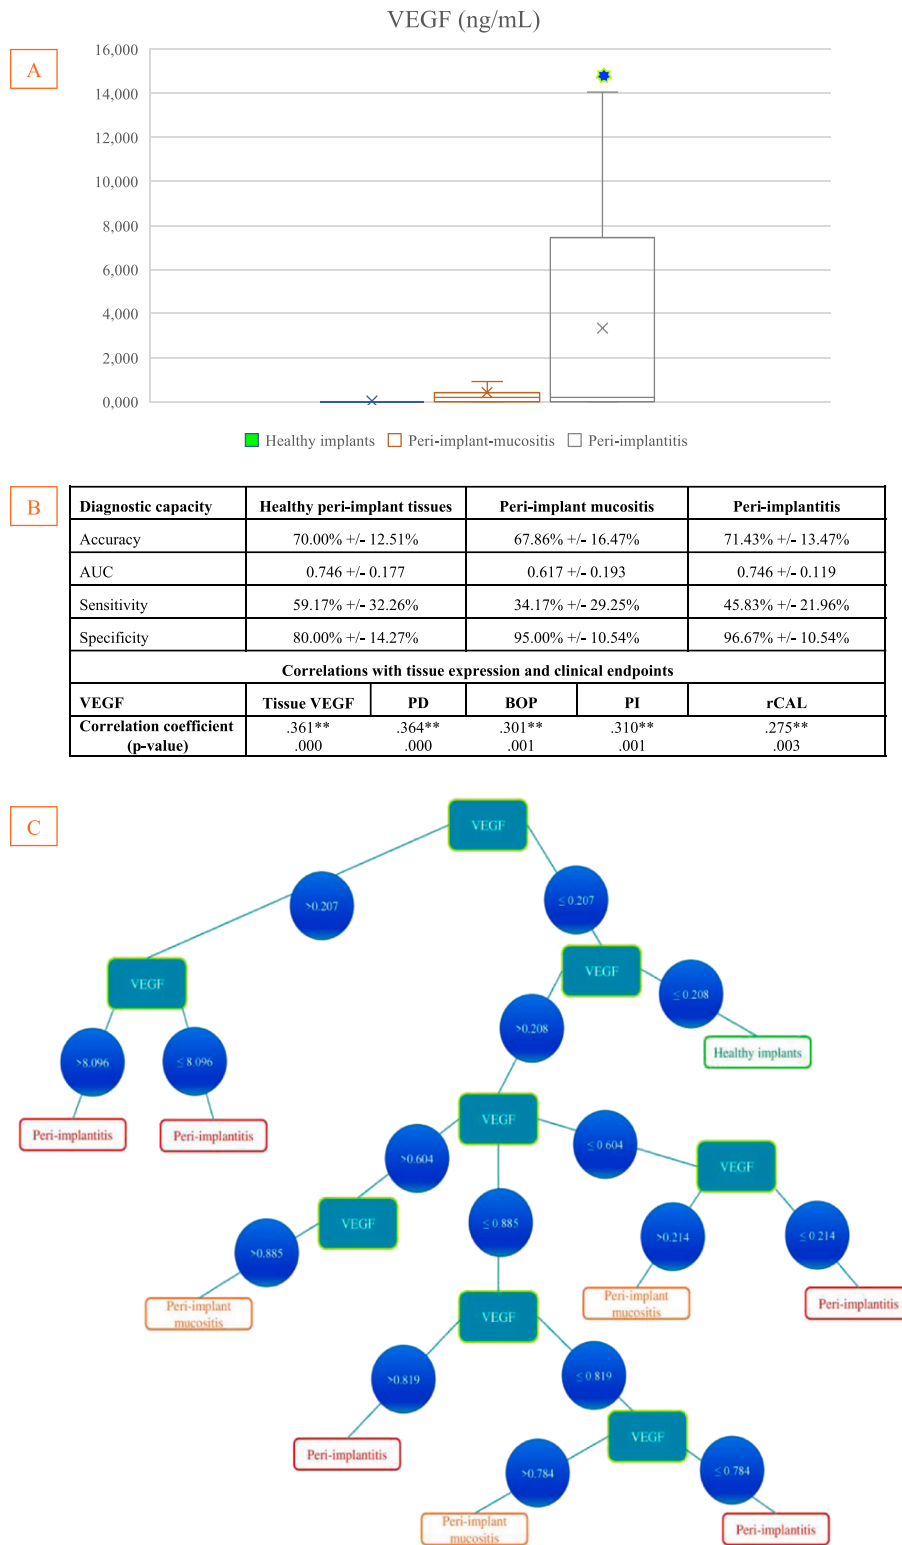 VEGF (ng/mL)
A
16,000
14,000
12,000
10,000
8,000
6,000
4,000
2,000
0,000
Healthy implants Peri-implant-mucositis Peri-implantitis
B
Diagnostic capacity Healthy peri-implant tissues Peri-implant mucositis Peri-implantitis
Accuracy 70.00% +/- 12.51% 67.86% +/- 16.47% 71.43% +/- 13.47%
AUC 0.746 +/- 0.177 0.617 +/- 0.193 0.746 +/- 0.119
Sensitivity 59.17% +/- 32.26% 34.17% +/- 29.25% 45.83% +/- 21.96%
Specificity 80.00% +/- 14.27% 95.00% +/- 10.54% 96.67% +/- 10.54%
Correlations with tissue expression and clinical endpoints
VEGF Tissue VEGF PD BOP PI rCAL
Correlation coefficient .361** .364** .301** .310** .275**
(p-value) .000 .000 .001 .001 .003
C
VEGF
>0.207 ≤ 0.207
VEGF VEGF
≤ 0.208
>0.208
Healthy implants
>8.096 ≤ 8.096
Peri-implantitis Peri-implantitis
VEGF
>0.604 ≤ 0.604
VEGF
VEGF
≤ 0.885
>0.885
>0.214 ≤ 0.214
Peri-implant
mucositis
Peri-implant
mucositis
Peri-implantitis
VEGF
>0.819 ≤ 0.819
Peri-implantitis
VEGF
>0.784 ≤ 0.784
Peri-implant
mucositis
Peri-implantitis